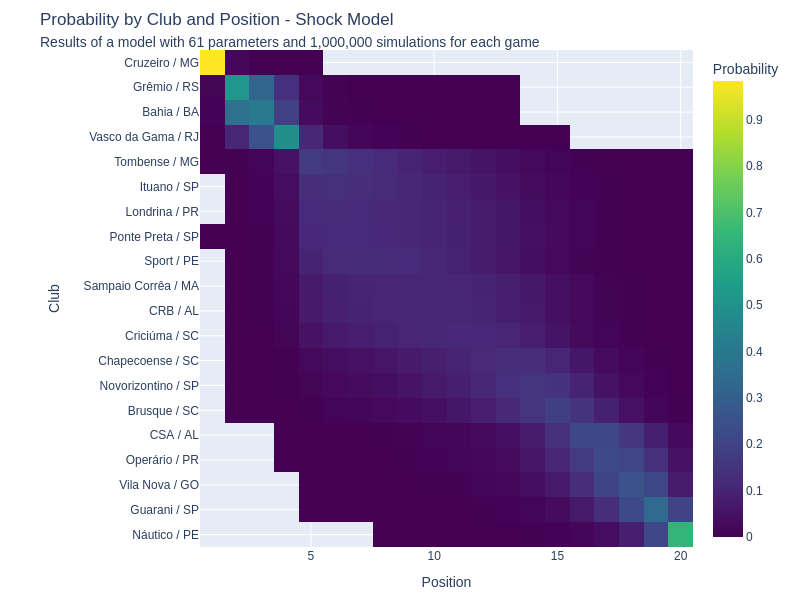 Probability by Club and Position - Shock Model
Results of a model with 61 parameters and 1,000,000 simulations for each game
Probability
Cruzeiro / MG
Grêmio / RS
Bahia / BA
Vasco da Gama / RJ
Tombense / MG
Ituano / SP
Londrina / PR
Ponte Preta / SP
Sport / PE
Sampaio Corrêa / MA
CRB / AL
Criciúma / SC
Chapecoense / SC
Novorizontino / SP
Brusque / SC
CSA / AL
Operário / PR
Vila Nova / GO
Guarani / SP
Náutico / PE
Club
5
10
15
20
Position
0.9
0.8
0.7
0.6
0.5
0.4
0.3
0.2
0.1
0